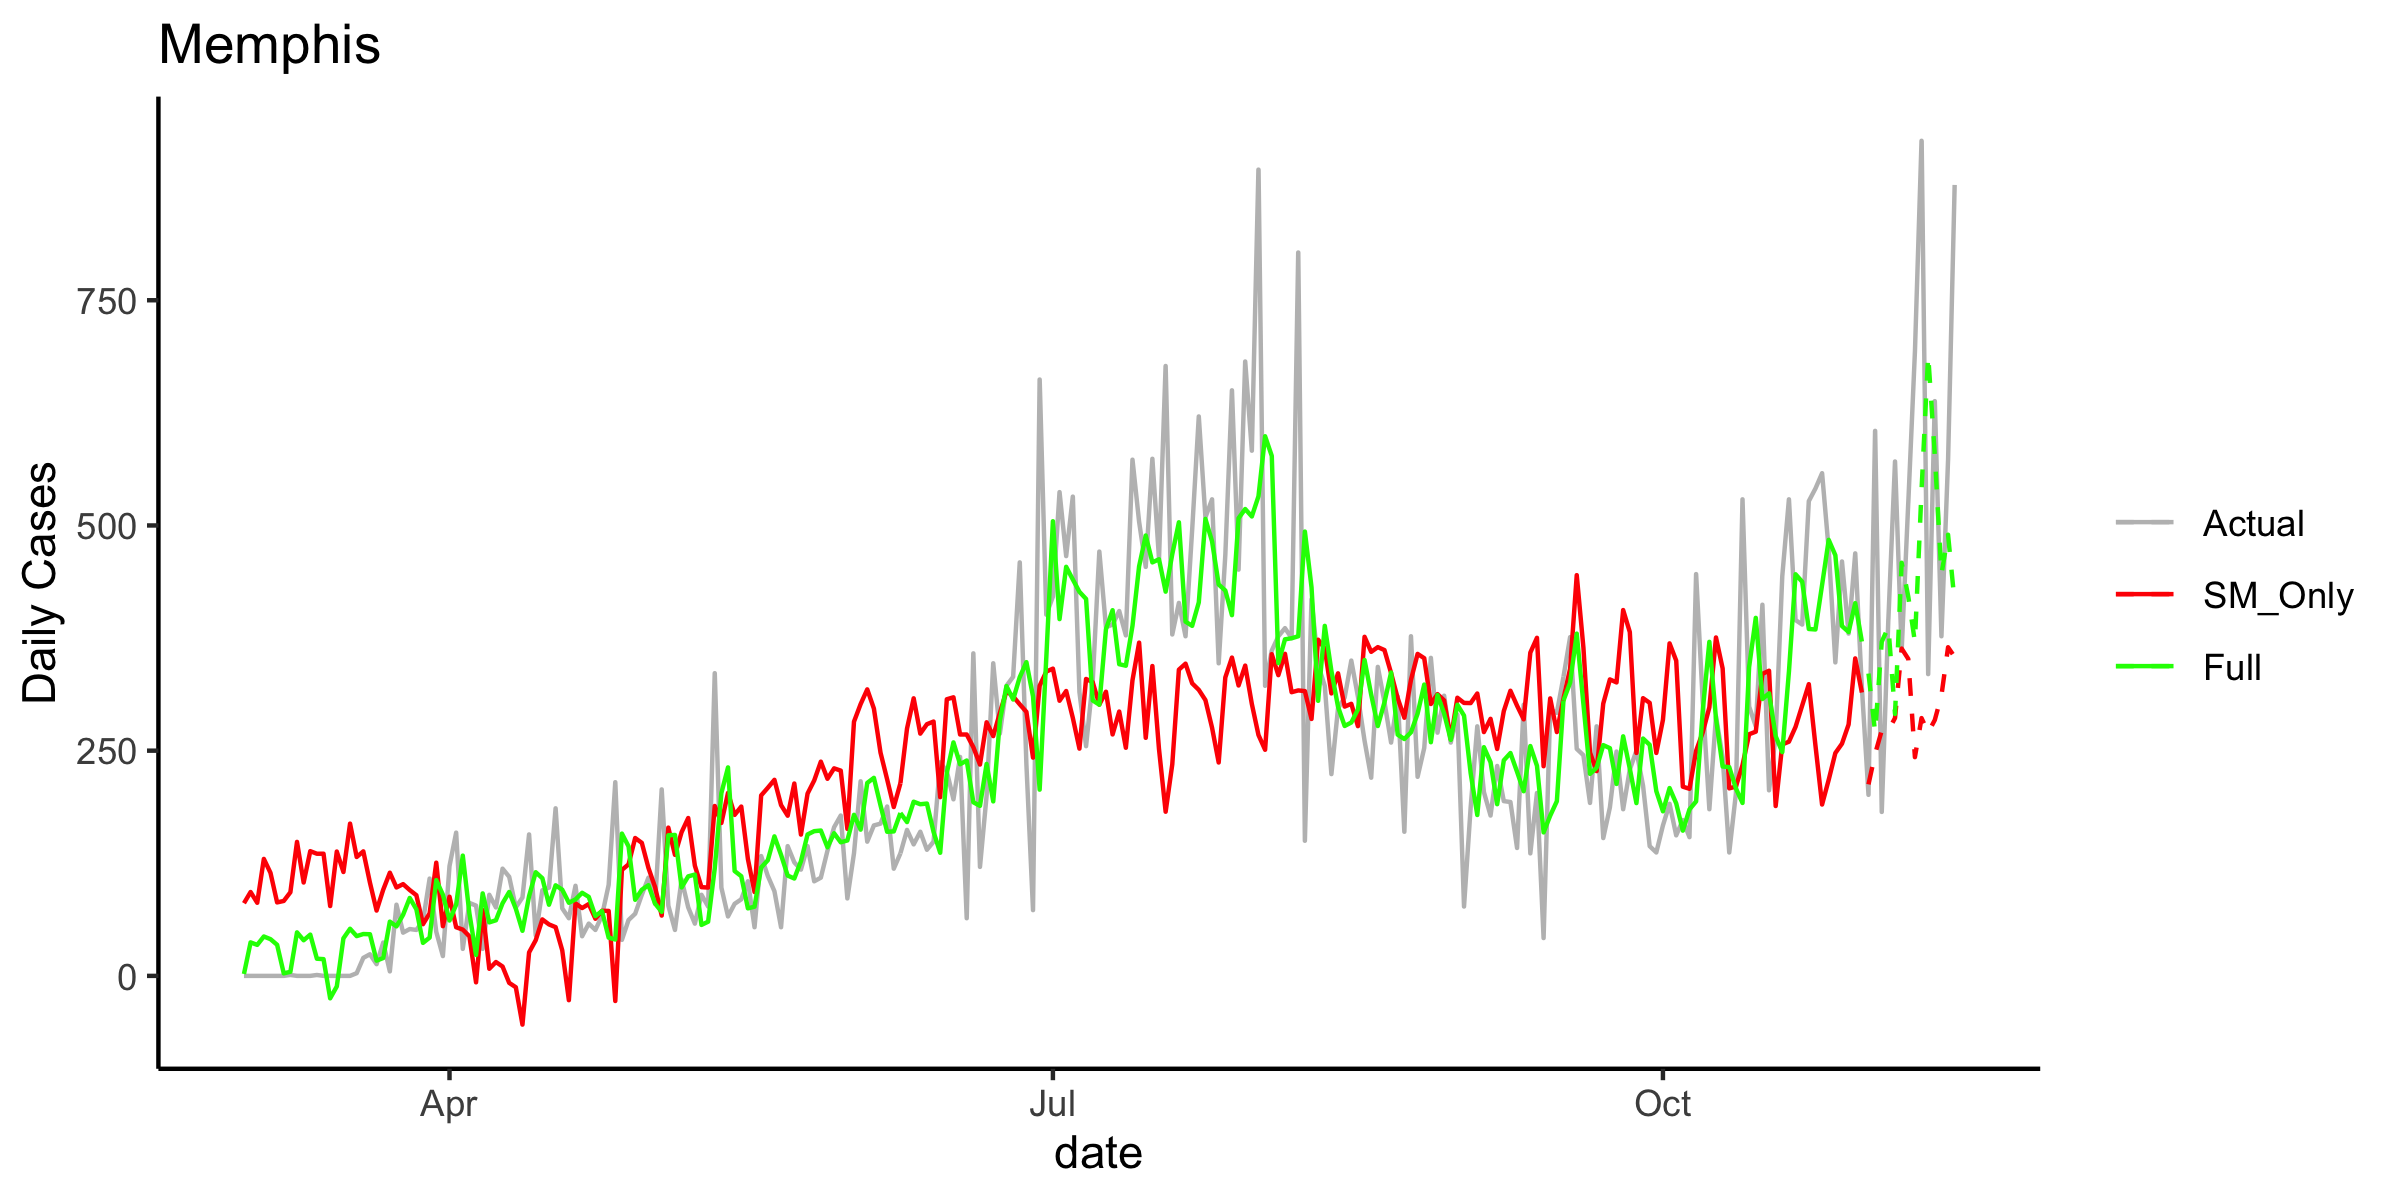 Memphis
Daily Cases
750
500
250
0
Apr
Jul
Oct
date
Actual
SM_Only
Full